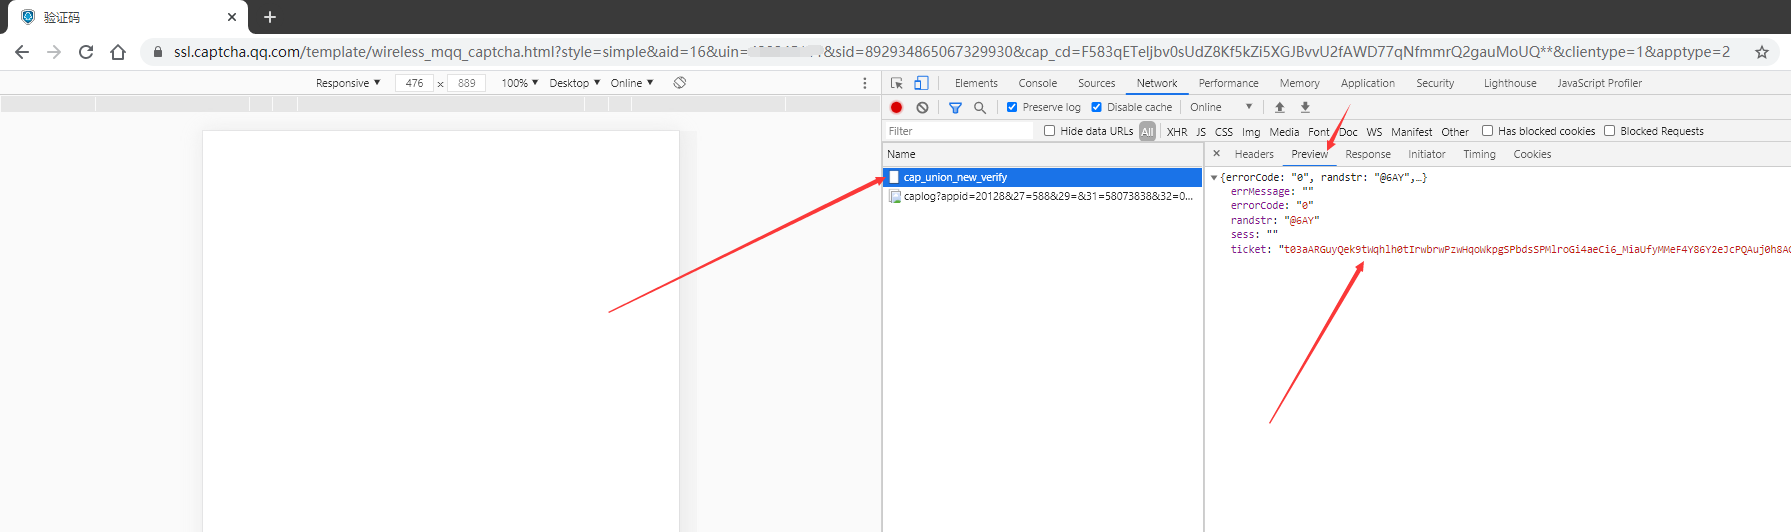 验证码
ssl.captcha.qq.com/template/wireless_mqq_captcha.html?style=simple&aid=16&uin= &sid=892934865067329930&cap_cd=F583qETeljbv0sUdZ8Kf5kZi5XGJBvvU2fAWD77qNfmmrQ2gauMoUQ**&clientype=1&apptype=2
Responsive 476 x 889 100% Desktop Online
Elements Console Sources Network Performance Memory Application Security Lighthouse JavaScript Profiler
Preserve log Disable cache Online
Filter Hide data URLs All XHR JS CSS Img Media Font Doc WS Manifest Other Has blocked cookies Blocked Requests
Name
cap_union_new_verify
caplog?appid=20128&27=588&29=&31=58073838&32=0...
Headers Preview Response Initiator Timing Cookies
{errorCode: "0", randstr: "@6AY",…}
errMessage: ""
errorCode: "0"
randstr: "@6AY"
sess: ""
ticket: "t03aARGuyQek9tWqhlh0tIrwbrwPzwHqoWkpgSPbdsSPMlroGi4aeCi6_MiaUfyMMeF4Y86Y2eJcPQAuj0h8AC